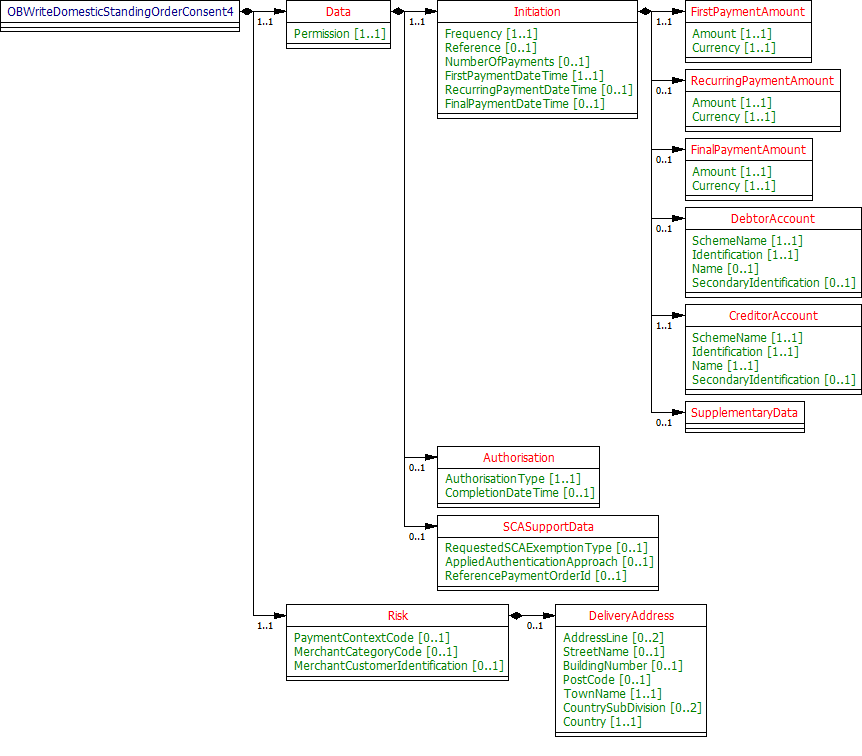 OBWriteDomesticStandingOrderConsent4
1..1
Data
Permission [1..1]
1..1
Initiation
Frequency [1..1]
Reference [0..1]
NumberOfPayments [0..1]
FirstPaymentDateTime [1..1]
RecurringPaymentDateTime [0..1]
FinalPaymentDateTime [0..1]
1..1
FirstPaymentAmount
Amount [1..1]
Currency [1..1]
0..1
RecurringPaymentAmount
Amount [1..1]
Currency [1..1]
0..1
FinalPaymentAmount
Amount [1..1]
Currency [1..1]
0..1
DebtorAccount
SchemeName [1..1]
Identification [1..1]
Name [0..1]
SecondaryIdentification [0..1]
1..1
CreditorAccount
SchemeName [1..1]
Identification [1..1]
Name [1..1]
SecondaryIdentification [0..1]
0..1
SupplementaryData
0..1
Authorisation
AuthorisationType [1..1]
CompletionDateTime [0..1]
0..1
SCASupportData
RequestedSCAExemptionType [0..1]
AppliedAuthenticationApproach [0..1]
ReferencePaymentOrderId [0..1]
1..1
Risk
PaymentContextCode [0..1]
MerchantCategoryCode [0..1]
MerchantCustomerIdentification [0..1]
0..1
DeliveryAddress
AddressLine [0..2]
StreetName [0..1]
BuildingNumber [0..1]
PostCode [0..1]
TownName [1..1]
CountrySubDivision [0..2]
Country [1..1]